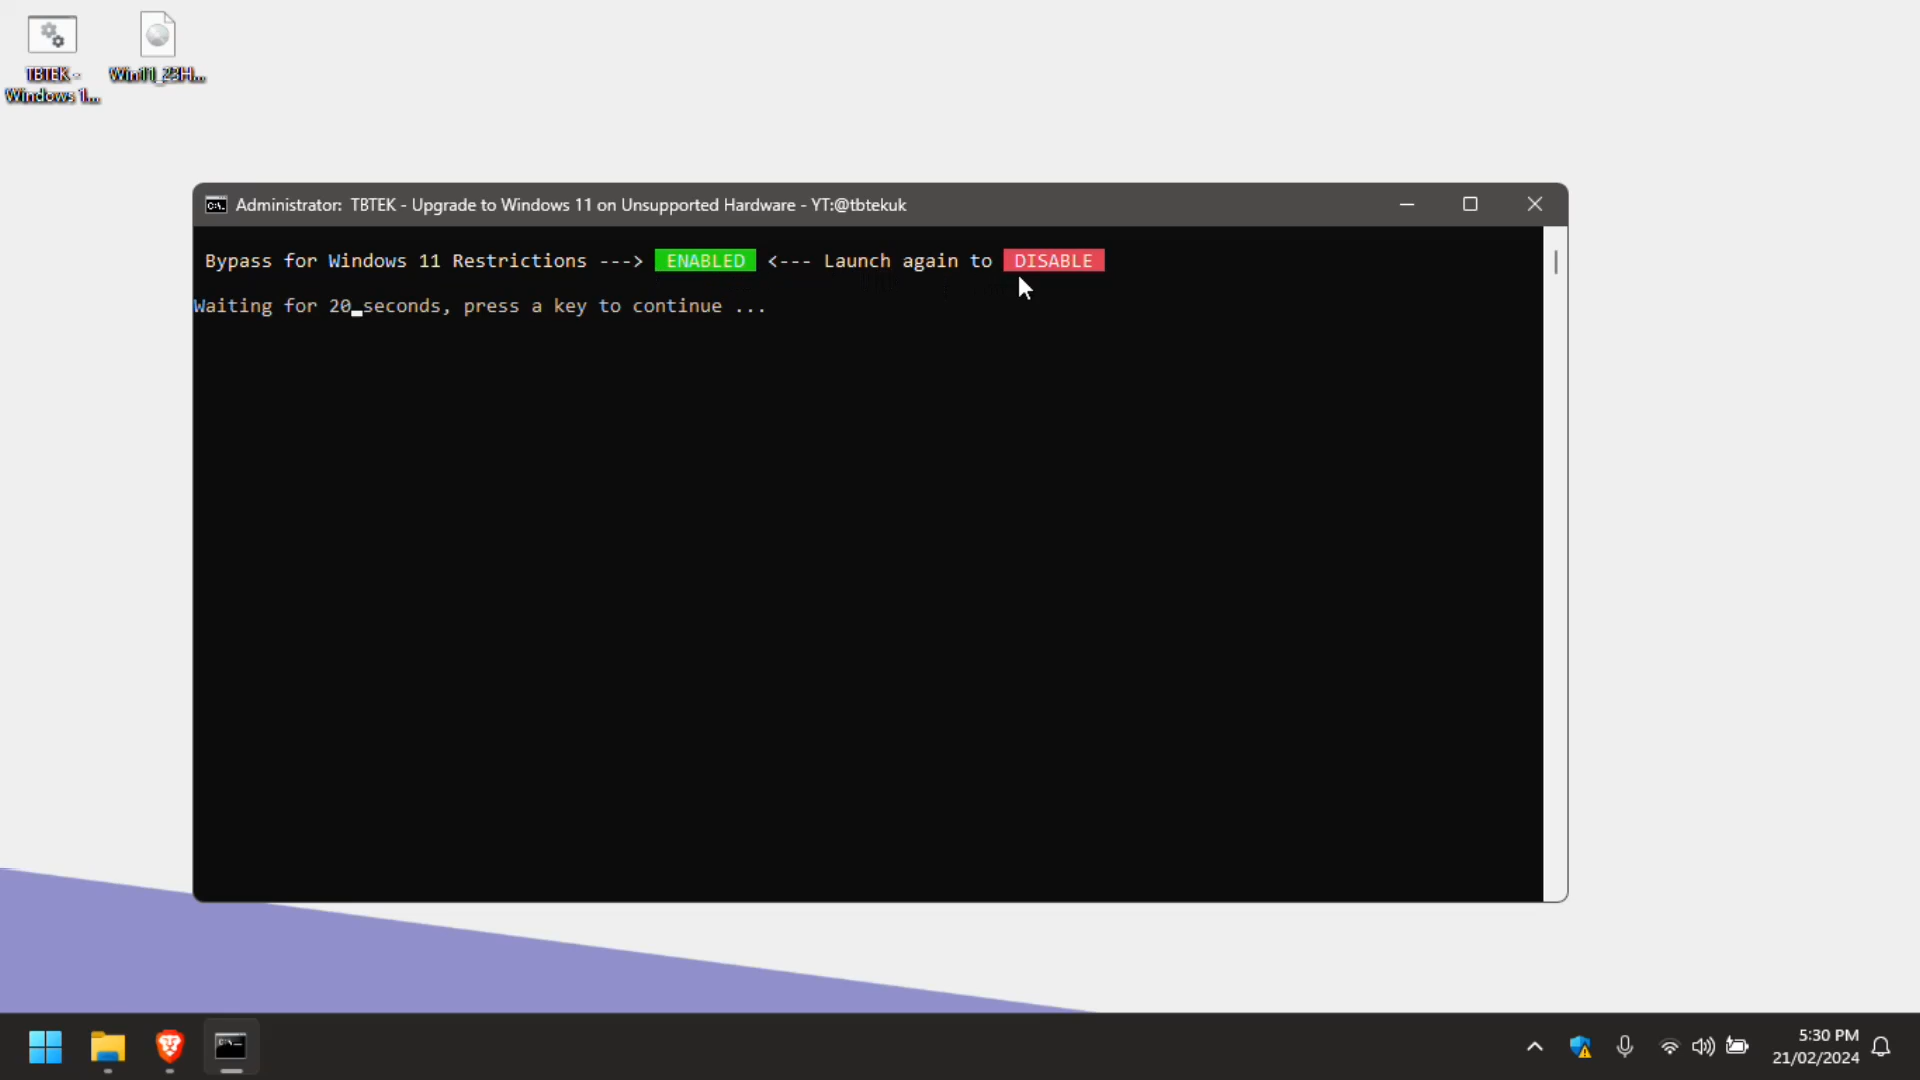 TBTEK -
Windows 1...
Win11_23H...
Administrator: TBTEK - Upgrade to Windows 11 on Unsupported Hardware - YT:@tbtekuk
Bypass for Windows 11 Restrictions ---> ENABLED <--- Launch again to DISABLE
Waiting for 20 seconds, press a key to continue ...
5:30 PM
21/02/2024